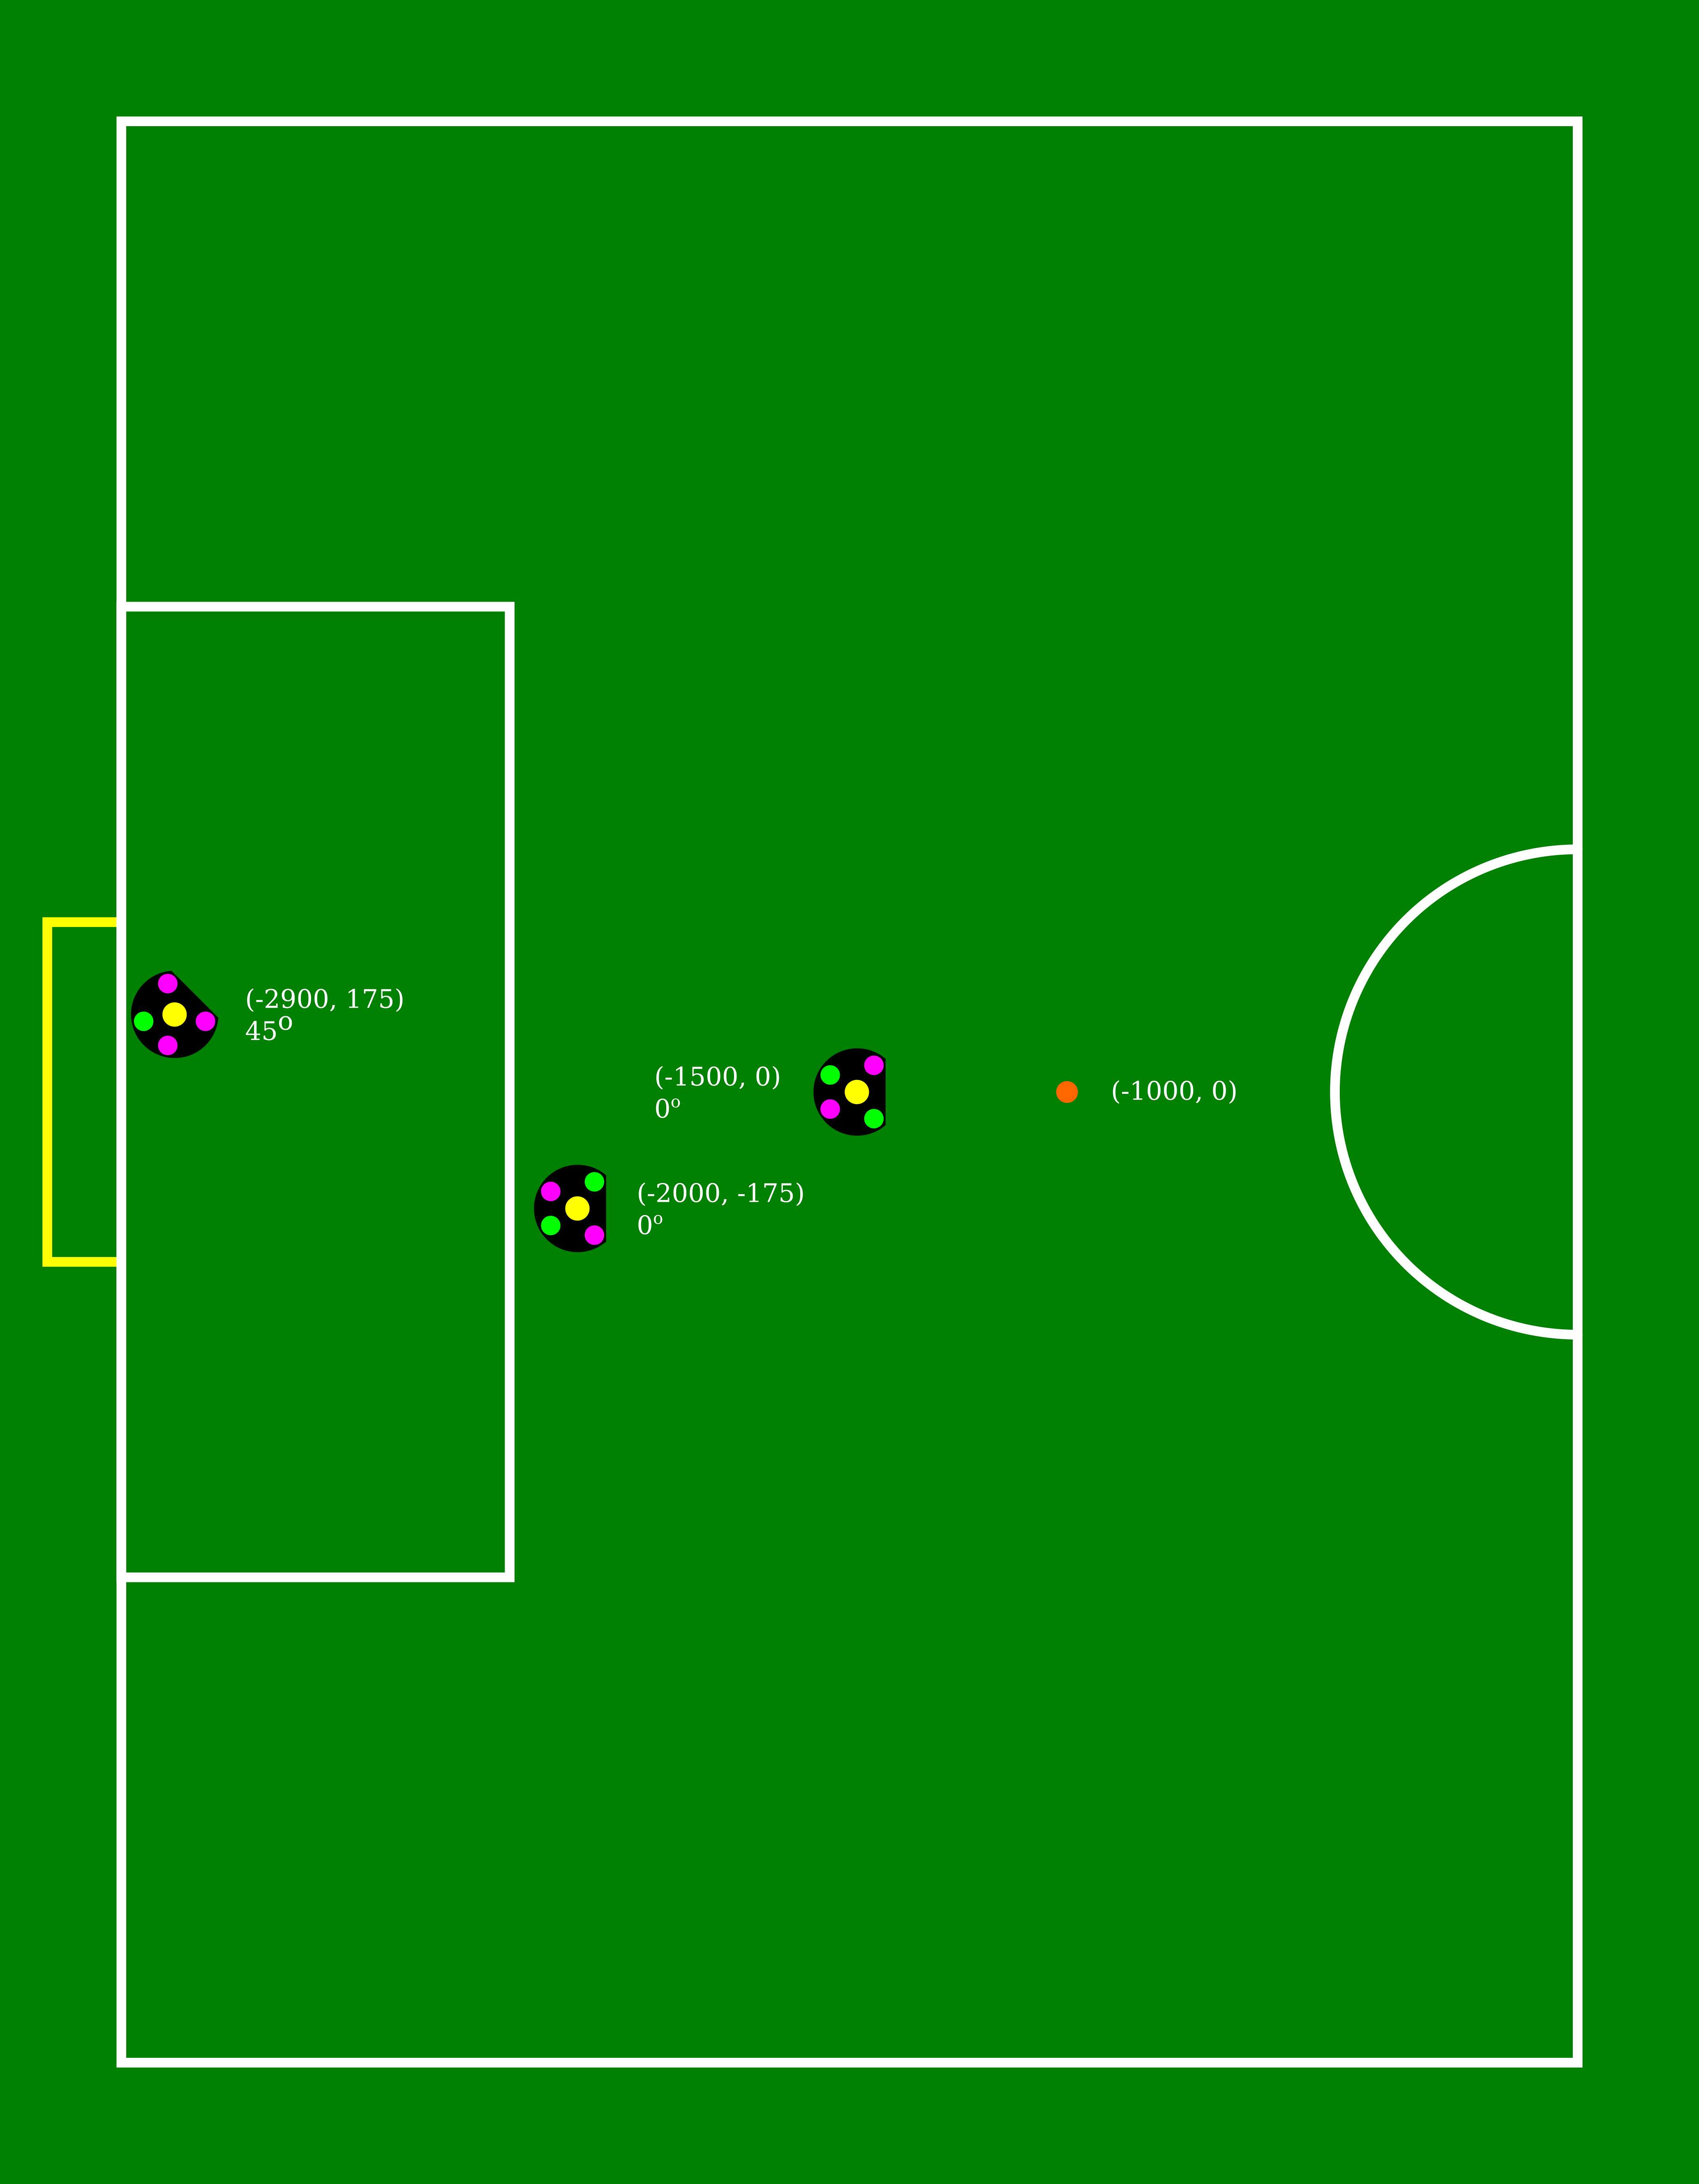 (-2900, 175)
45º
(-1500, 0)
0º
(-1000, 0)
(-2000, -175)
0º